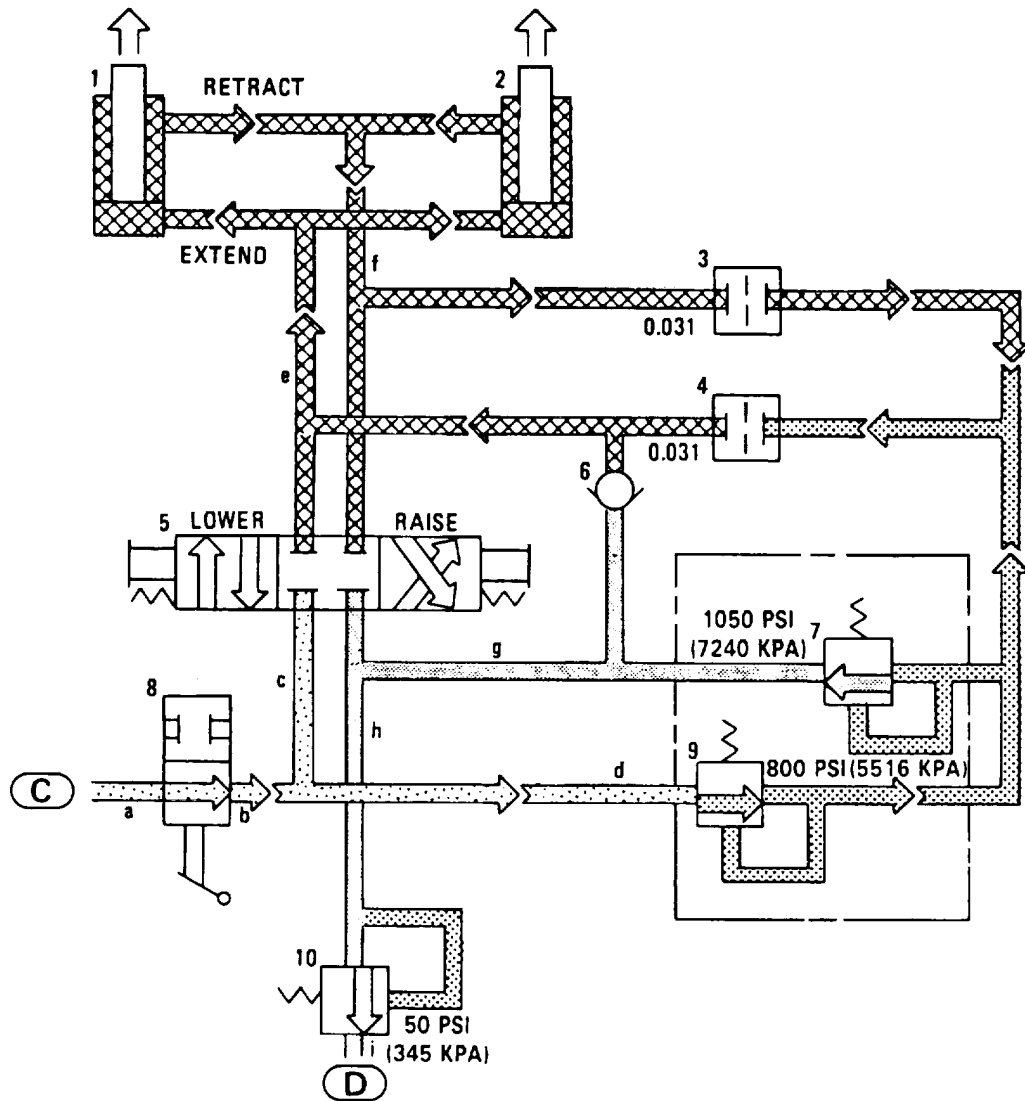 1
RETRACT
2
EXTEND
f
3
0.031
e
4
0.031
6
5
LOWER
RAISE
1050 PSI
(7240 KPA)
7
g
8
c
h
C
a
b
d
9
800 PSI (5516 KPA)
10
50 PSI
(345 KPA)
i
D